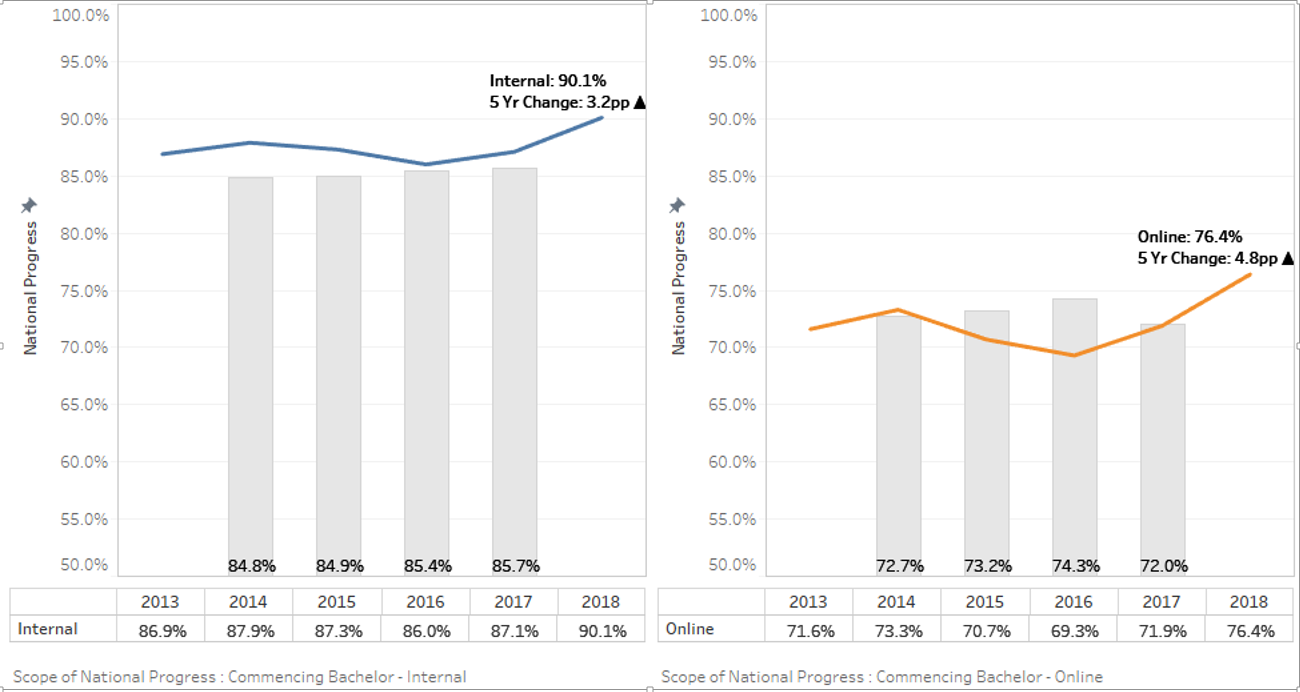 100.0%
95.0%
90.0%
85.0%
80.0%
75.0%
70.0%
65.0%
60.0%
55.0%
50.0%
National Progress
Internal: 90.1%
5 Yr Change: 3.2pp ▲
84.8% 84.9% 85.4% 85.7%
2013 2014 2015 2016 2017 2018
Internal 86.9% 87.9% 87.3% 86.0% 87.1% 90.1%
Scope of National Progress : Commencing Bachelor - Internal
100.0%
95.0%
90.0%
85.0%
80.0%
75.0%
70.0%
65.0%
60.0%
55.0%
50.0%
National Progress
Online: 76.4%
5 Yr Change: 4.8pp ▲
72.7% 73.2% 74.3% 72.0%
2013 2014 2015 2016 2017 2018
Online 71.6% 73.3% 70.7% 69.3% 71.9% 76.4%
Scope of National Progress : Commencing Bachelor - Online